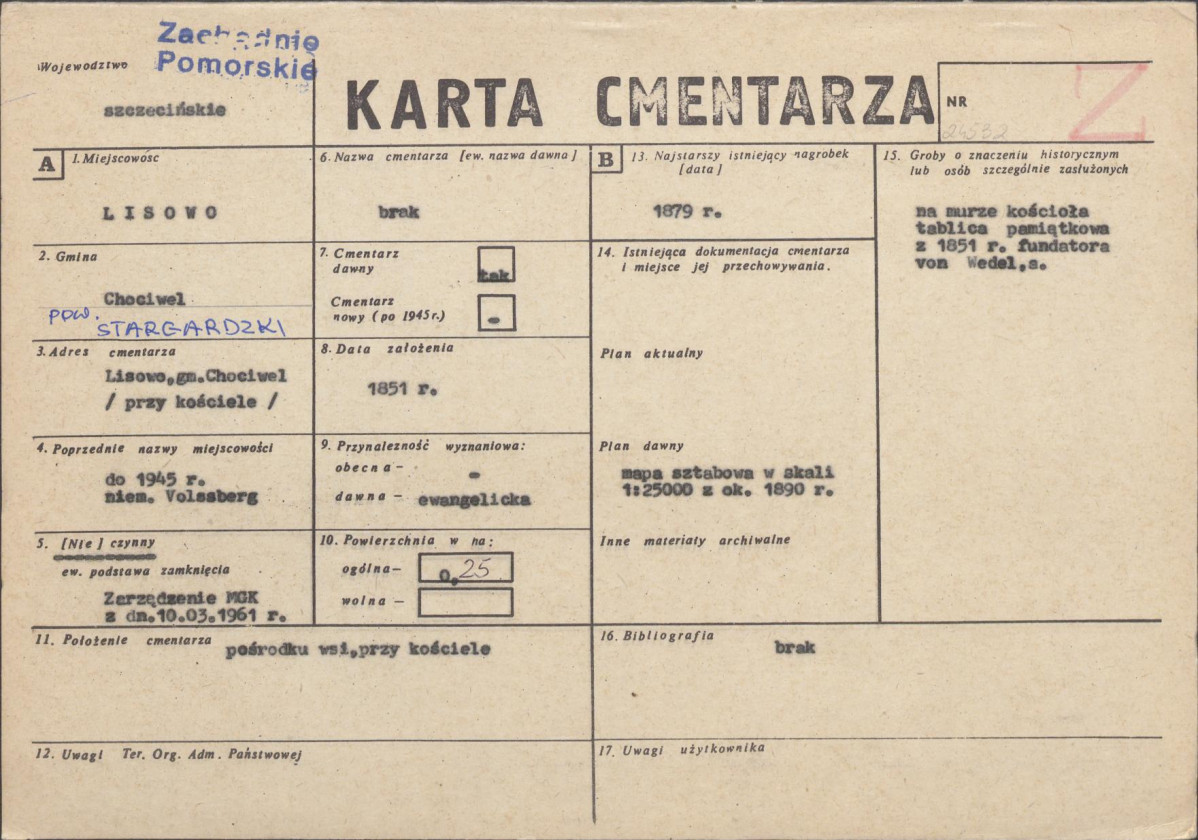 Zachodnio
Pomorskie
Województwo
szczecińskie
KARTA CMENTARZA
NR
24532
Z
A
1. Miejscowość
LISOWO
2. Gmina
Chociwel
pow.
STARGARDZKI
3. Adres cmentarza
Lisowo,gm.Chociwel
/ przy kościele /
4. Poprzednie nazwy miejscowości
do 1945 r.
niem. Volssberg
5. [Nie] czynny
ew. podstawa zamknięcia
Zarządzenie MGK
z dn.10.03.1961 r.
6. Nazwa cmentarza [ew. nazwa dawna]
brak
7. Cmentarz
dawny
tak
Cmentarz
nowy (po 1945r.)
-
8. Data założenia
1851 r.
9. Przynależność wyznaniowa:
obecna – -
dawna – ewangelicka
10. Powierzchnia w ha:
ogólna – 0,25
wolna –
B
13. Najstarszy istniejący nagrobek
[data]
1879 r.
14. Istniejąca dokumentacja cmentarza
i miejsce jej przechowywania.
Plan aktualny
Plan dawny
mapa sztabowa w skali
1:25000 z ok. 1890 r.
Inne materiały archiwalne
15. Groby o znaczeniu historycznym
lub osób szczególnie zasłużonych
na murze kościoła
tablica pamiątkowa
z 1851 r. fundatora
von Wedel,s.
11. Położenie cmentarza pośrodku wsi,przy kościele
12. Uwagi Ter. Org. Adm. Państwowej
16. Bibliografia
brak
17. Uwagi użytkownika